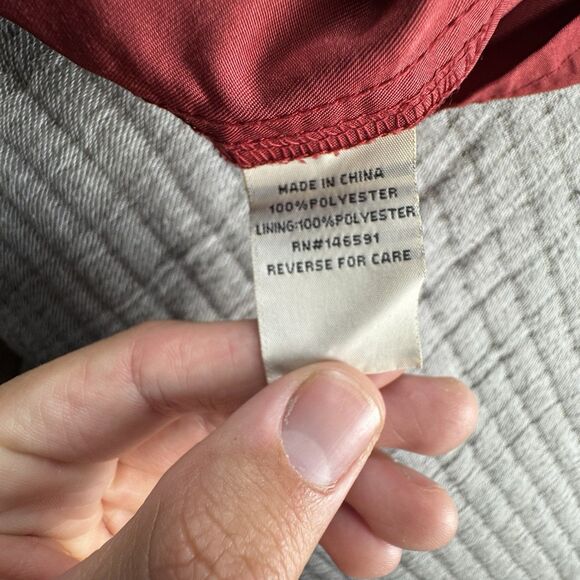 MADE IN CHINA
100%POLYESTER
LINING:100%POLYESTER
RN#146591
REVERSE FOR CARE